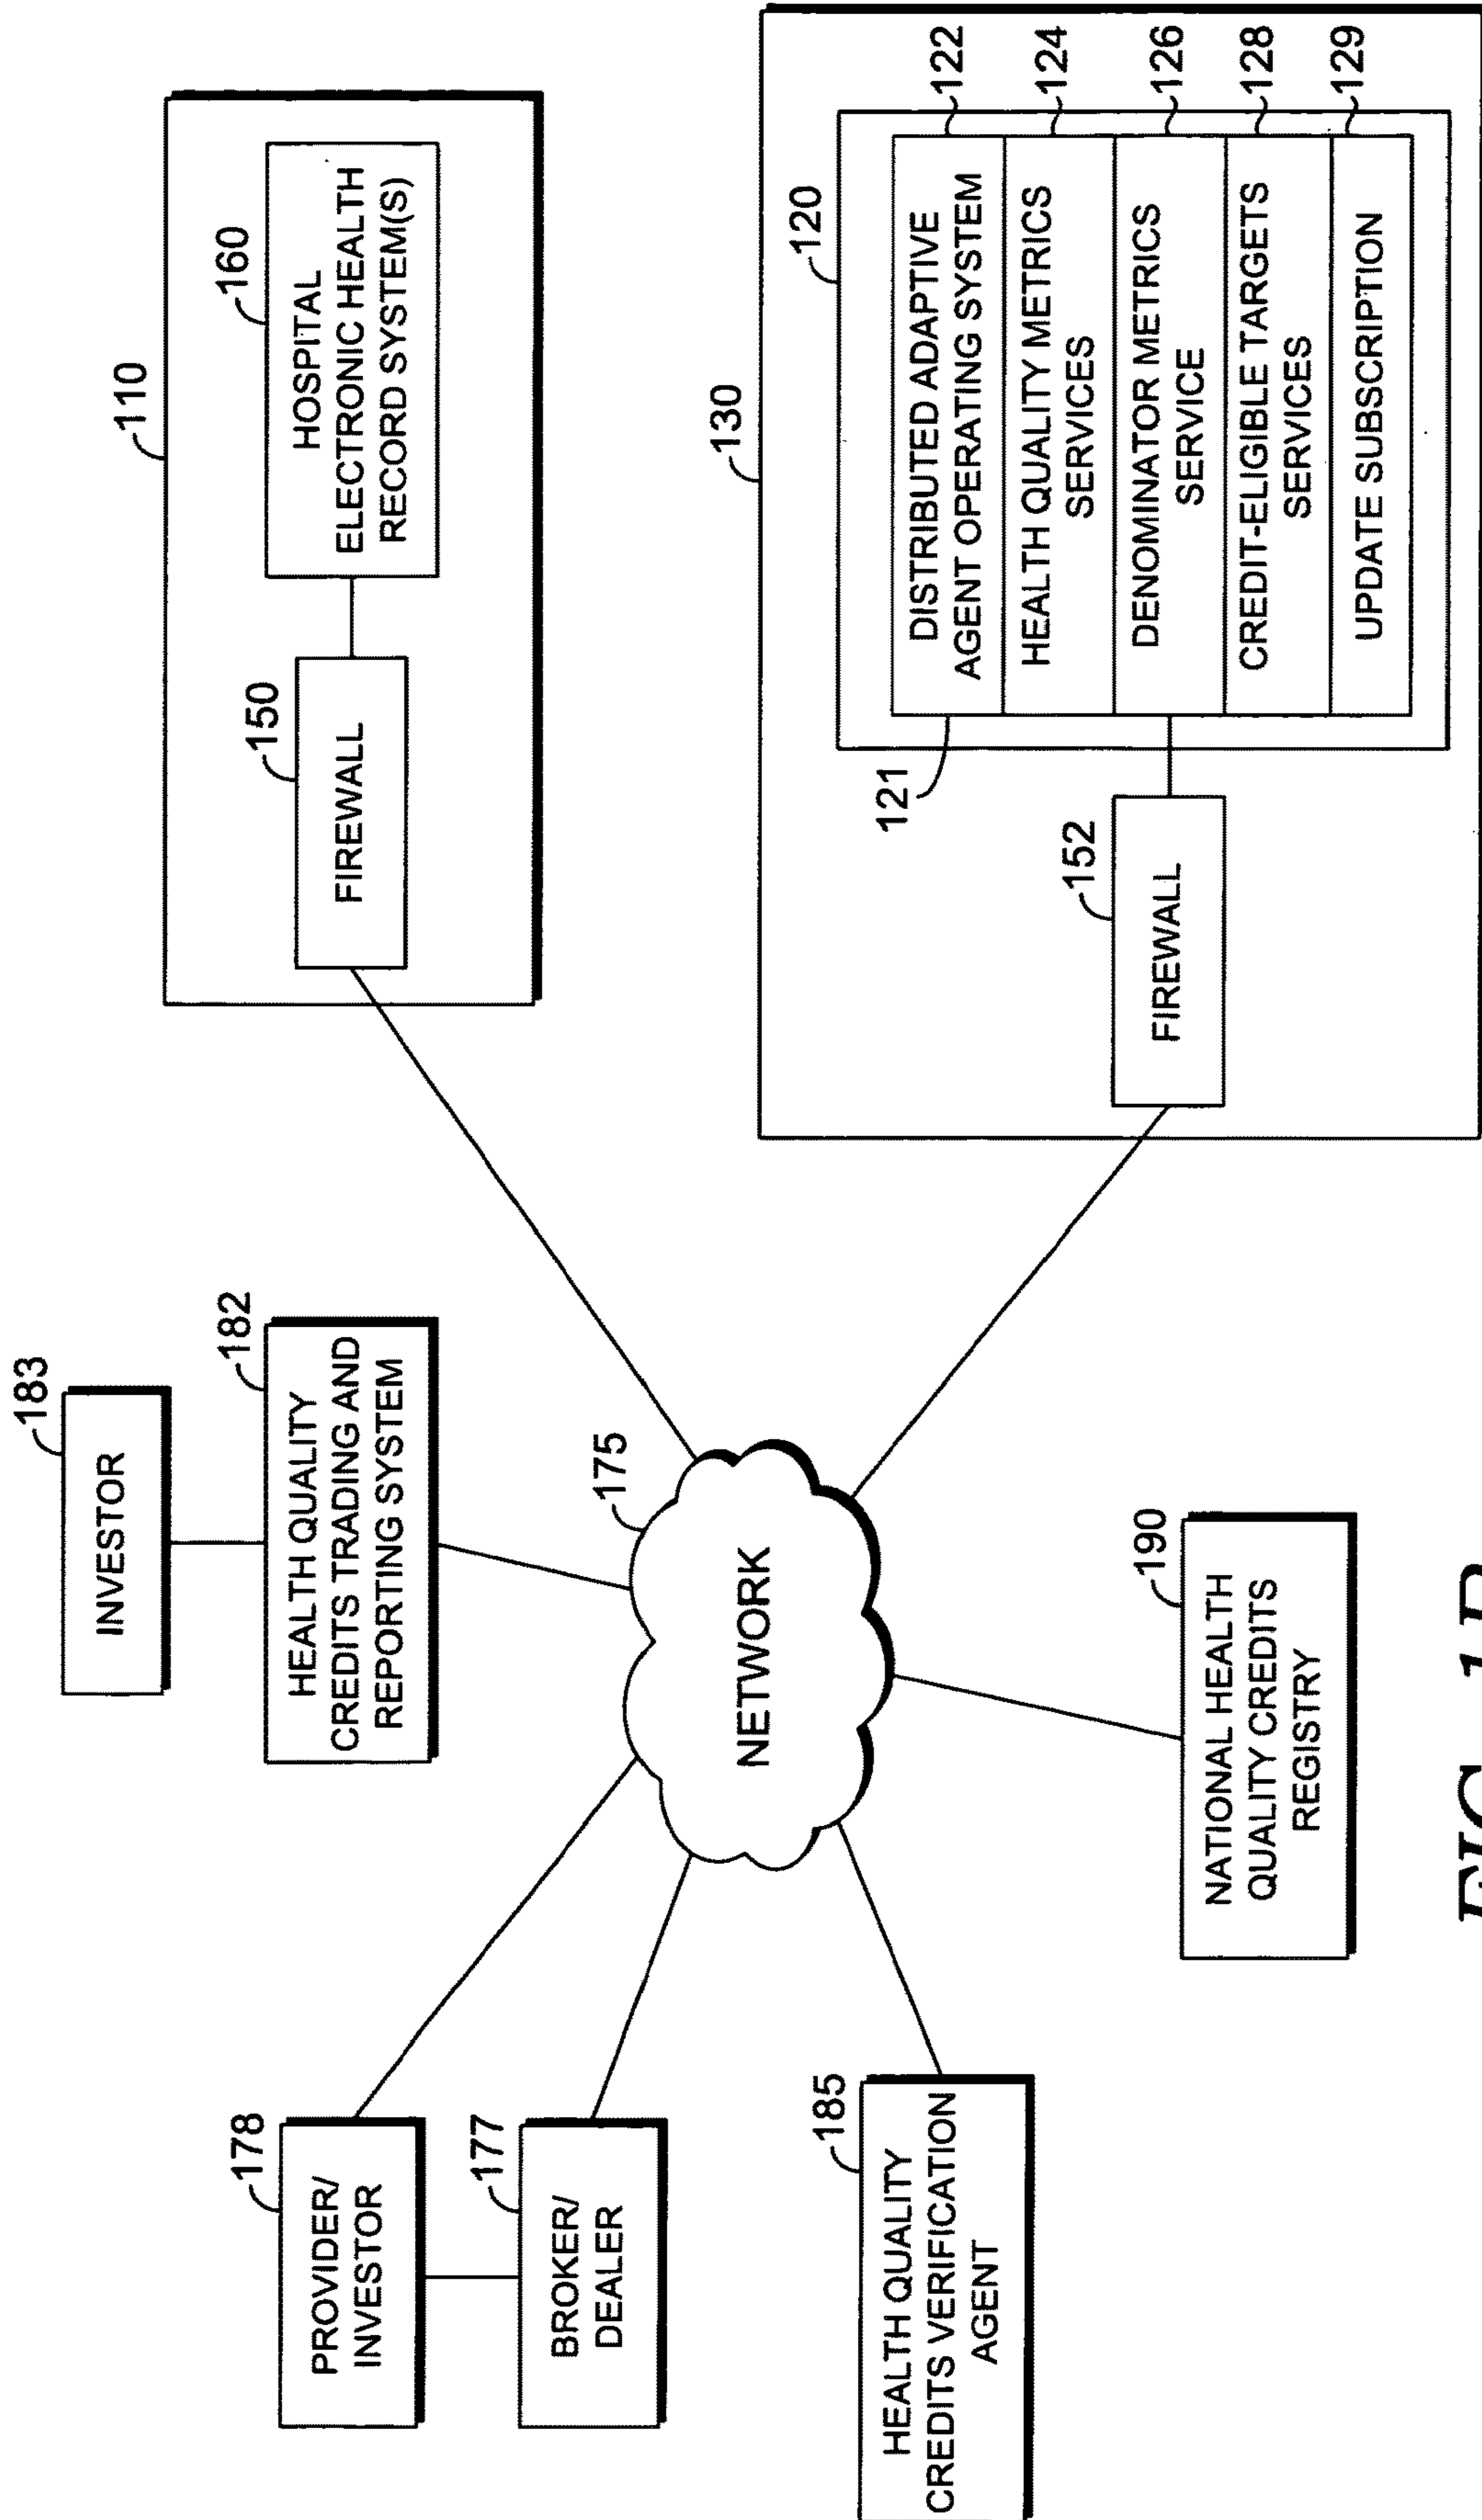 183
INVESTOR
182
HEALTH QUALITY
CREDITS TRADING AND
REPORTING SYSTEM
110
160
HOSPITAL
ELECTRONIC HEALTH
RECORD SYSTEM(S)
150
FIREWALL
178
PROVIDER/
INVESTOR
177
BROKER/
DEALER
175
NETWORK
185
HEALTH QUALITY
CREDITS VERIFICATION
AGENT
190
NATIONAL HEALTH
QUALITY CREDITS
REGISTRY
130
120
121
152
FIREWALL
DISTRIBUTED ADAPTIVE
AGENT OPERATING SYSTEM
122
HEALTH QUALITY METRICS
SERVICES
124
DENOMINATOR METRICS
SERVICE
126
CREDIT-ELIGIBLE TARGETS
SERVICES
128
UPDATE SUBSCRIPTION
129